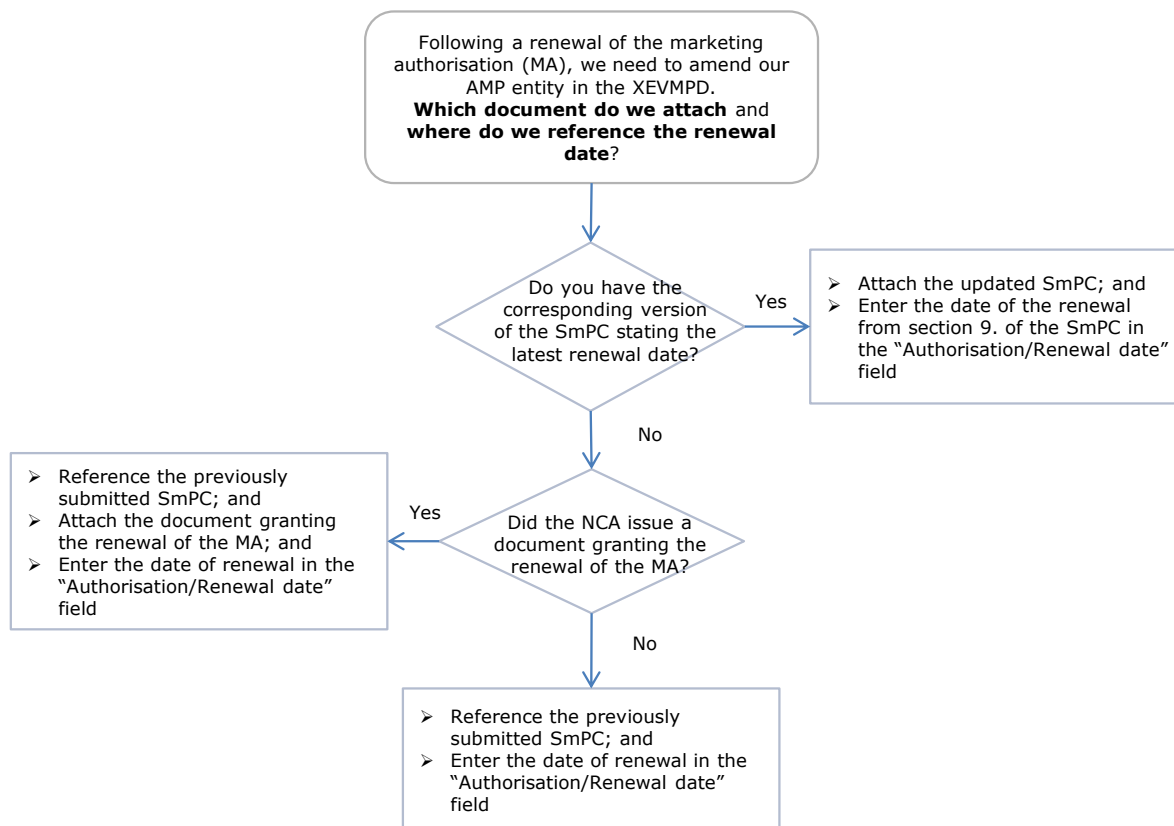 Following a renewal of the marketing
authorisation (MA), we need to amend our
AMP entity in the XEVMPD.
Which document do we attach and
where do we reference the renewal
date?
Do you have the
corresponding version
of the SmPC stating the
latest renewal date?
Yes
➢ Attach the updated SmPC; and
➢ Enter the date of the renewal
from section 9. of the SmPC in
the “Authorisation/Renewal date”
field
No
Did the NCA issue a
document granting the
renewal of the MA?
Yes
➢ Reference the previously
submitted SmPC; and
➢ Attach the document granting
the renewal of the MA; and
➢ Enter the date of renewal in the
“Authorisation/Renewal date”
field
No
➢ Reference the previously
submitted SmPC; and
➢ Enter the date of renewal in the
“Authorisation/Renewal date”
field